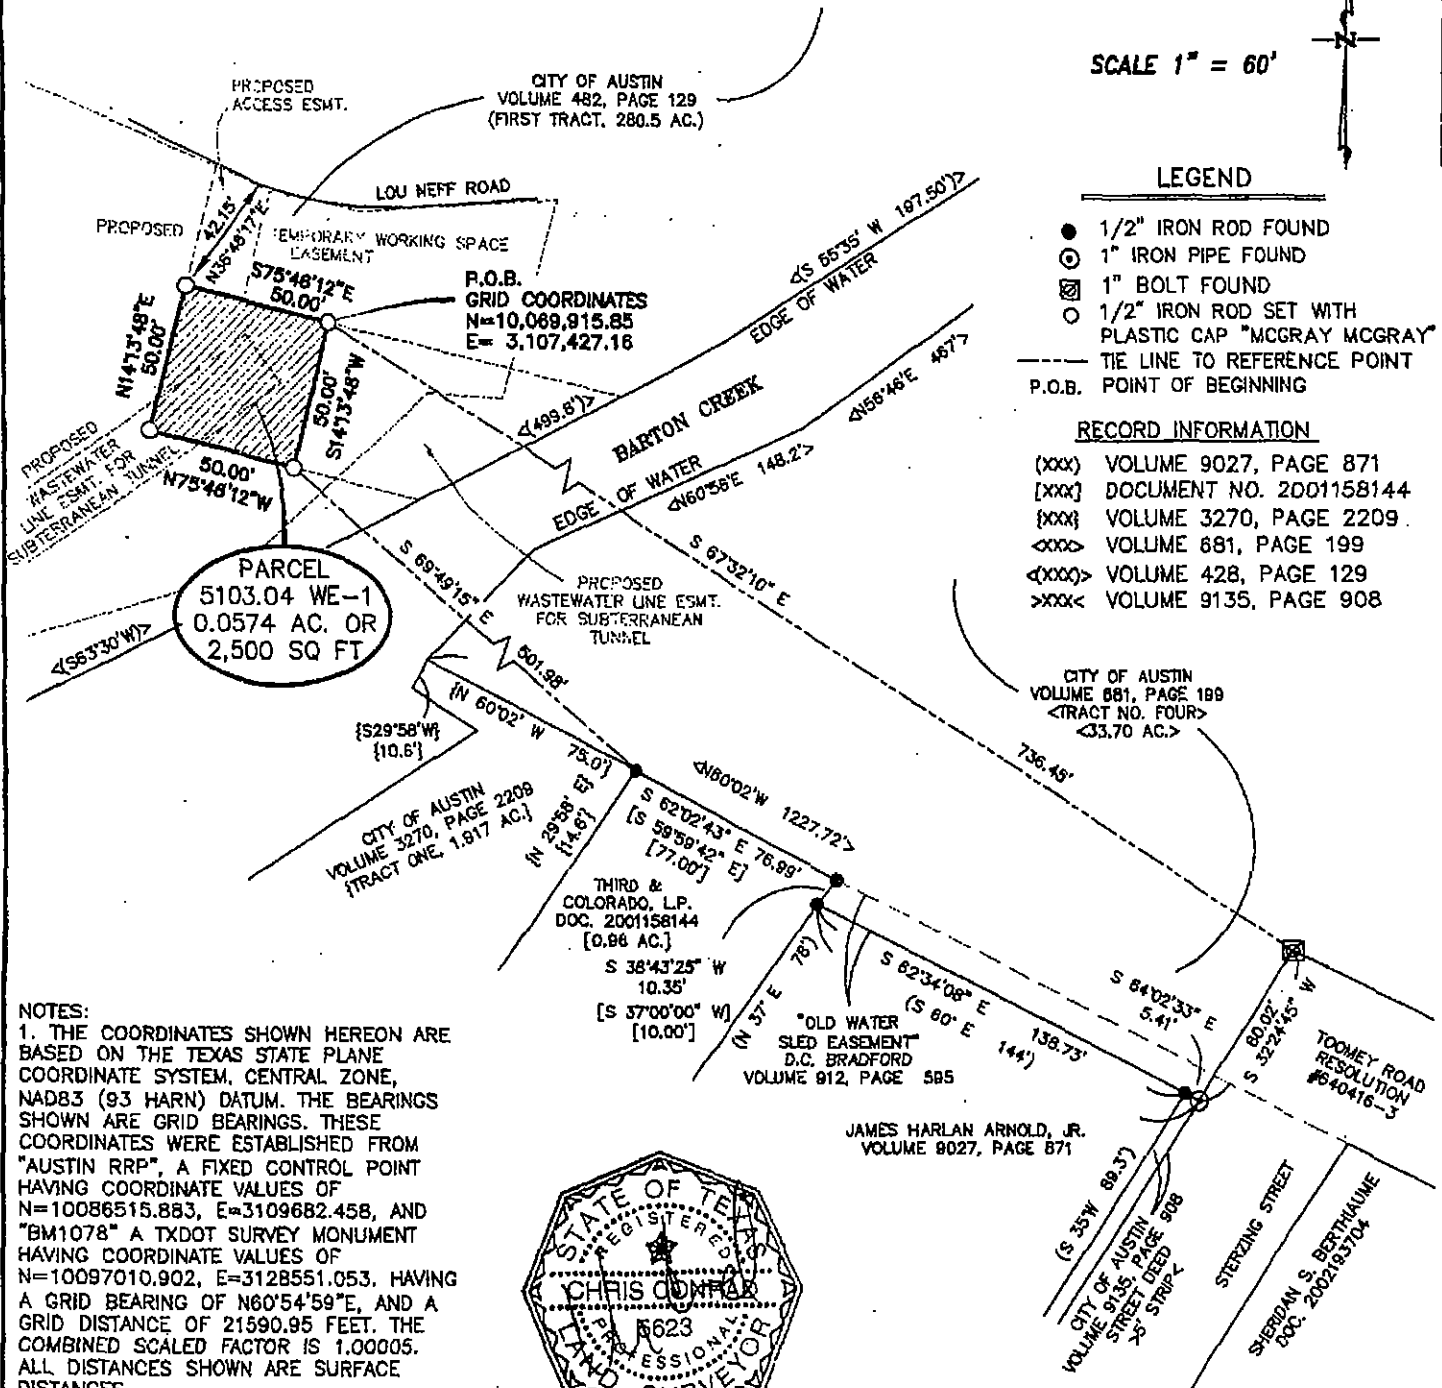 SCALE 1" = 60'
N
PROPOSED
ACCESS ESMT.
CITY OF AUSTIN
VOLUME 482, PAGE 129
(FIRST TRACT, 280.5 AC.)
LOU NEFF ROAD
PROPOSED
TEMPORARY WORKING SPACE
EASEMENT
42.15'
N36°48'17"E
S75°46'12"E
50.00'
P.O.B.
GRID COORDINATES
N=10,069,915.85
E= 3,107,427.16
N14°13'48"E
50.00'
50.00'
S14°13'48"W
50.00'
N75°46'12"W
PROPOSED
WASTEWATER
LINE ESMT. FOR
SUBTERRANEAN TUNNEL
PARCEL
5103.04 WE-1
0.0574 AC. OR
2,500 SQ FT
<(S63°30'W)>
<(S 55°35' W 197.50')>
EDGE OF WATER
<(499.6')>
BARTON CREEK
<N56°46'E 467'>
EDGE OF WATER
<N60°56'E 148.2'>
S 69°49'15" E
501.98'
S 67°32'10" E
736.45'
PROPOSED
WASTEWATER LINE ESMT.
FOR SUBTERRANEAN
TUNNEL
LEGEND
1/2" IRON ROD FOUND
1" IRON PIPE FOUND
1" BOLT FOUND
1/2" IRON ROD SET WITH
PLASTIC CAP "MCGRAY MCGRAY"
TIE LINE TO REFERENCE POINT
P.O.B. POINT OF BEGINNING
RECORD INFORMATION
(XXX) VOLUME 9027, PAGE 871
[XXX] DOCUMENT NO. 2001158144
{XXX} VOLUME 3270, PAGE 2209
<XXX> VOLUME 681, PAGE 199
<(XXX)> VOLUME 428, PAGE 129
>XXX< VOLUME 9135, PAGE 908
CITY OF AUSTIN
VOLUME 681, PAGE 199
<TRACT NO. FOUR>
<33.70 AC.>
{N 60°02' W 75.0'}
{S29°58'W}
{10.6'}
CITY OF AUSTIN
VOLUME 3270, PAGE 2209
{TRACT ONE, 1.917 AC.}
{N 29°58' E}
{14.6'}
<N60°02'W 1227.72'>
S 62°02'43" E 76.99'
[S 59°59'42" E]
[77.00']
THIRD &
COLORADO, L.P.
DOC. 2001158144
[0.96 AC.]
S 38°43'25" W
10.35'
[S 37°00'00" W]
[10.00']
(N 37° E 78')
"OLD WATER
SLED EASEMENT"
D.C. BRADFORD
VOLUME 912, PAGE 595
S 62°34'08" E 138.73'
(S 60° E 144')
S 64°02'33" E
5.41'
60.02'
S 32°24'45" W
TOOMEY ROAD
RESOLUTION
#640416-3
JAMES HARLAN ARNOLD, JR.
VOLUME 9027, PAGE 871
(S 35°W 89.3')
CITY OF AUSTIN
VOLUME 9135, PAGE 908
STREET DEED
>5' STRIP<
STERZING STREET
SHERIDAN S. BERTHIAUME
DOC. 2002193704
NOTES:
1. THE COORDINATES SHOWN HEREON ARE
BASED ON THE TEXAS STATE PLANE
COORDINATE SYSTEM, CENTRAL ZONE,
NAD83 (93 HARN) DATUM. THE BEARINGS
SHOWN ARE GRID BEARINGS. THESE
COORDINATES WERE ESTABLISHED FROM
"AUSTIN RRP", A FIXED CONTROL POINT
HAVING COORDINATE VALUES OF
N=10086515.883, E=3109682.458, AND
"BM1078" A TXDOT SURVEY MONUMENT
HAVING COORDINATE VALUES OF
N=10097010.902, E=3128551.053, HAVING
A GRID BEARING OF N60°54'59"E, AND A
GRID DISTANCE OF 21590.95 FEET. THE
COMBINED SCALED FACTOR IS 1.00005.
ALL DISTANCES SHOWN ARE SURFACE
DISTANCES
STATE OF TEXAS
REGISTERED
CHRIS CONRAD
5623
PROFESSIONAL
LAND SURVEYOR